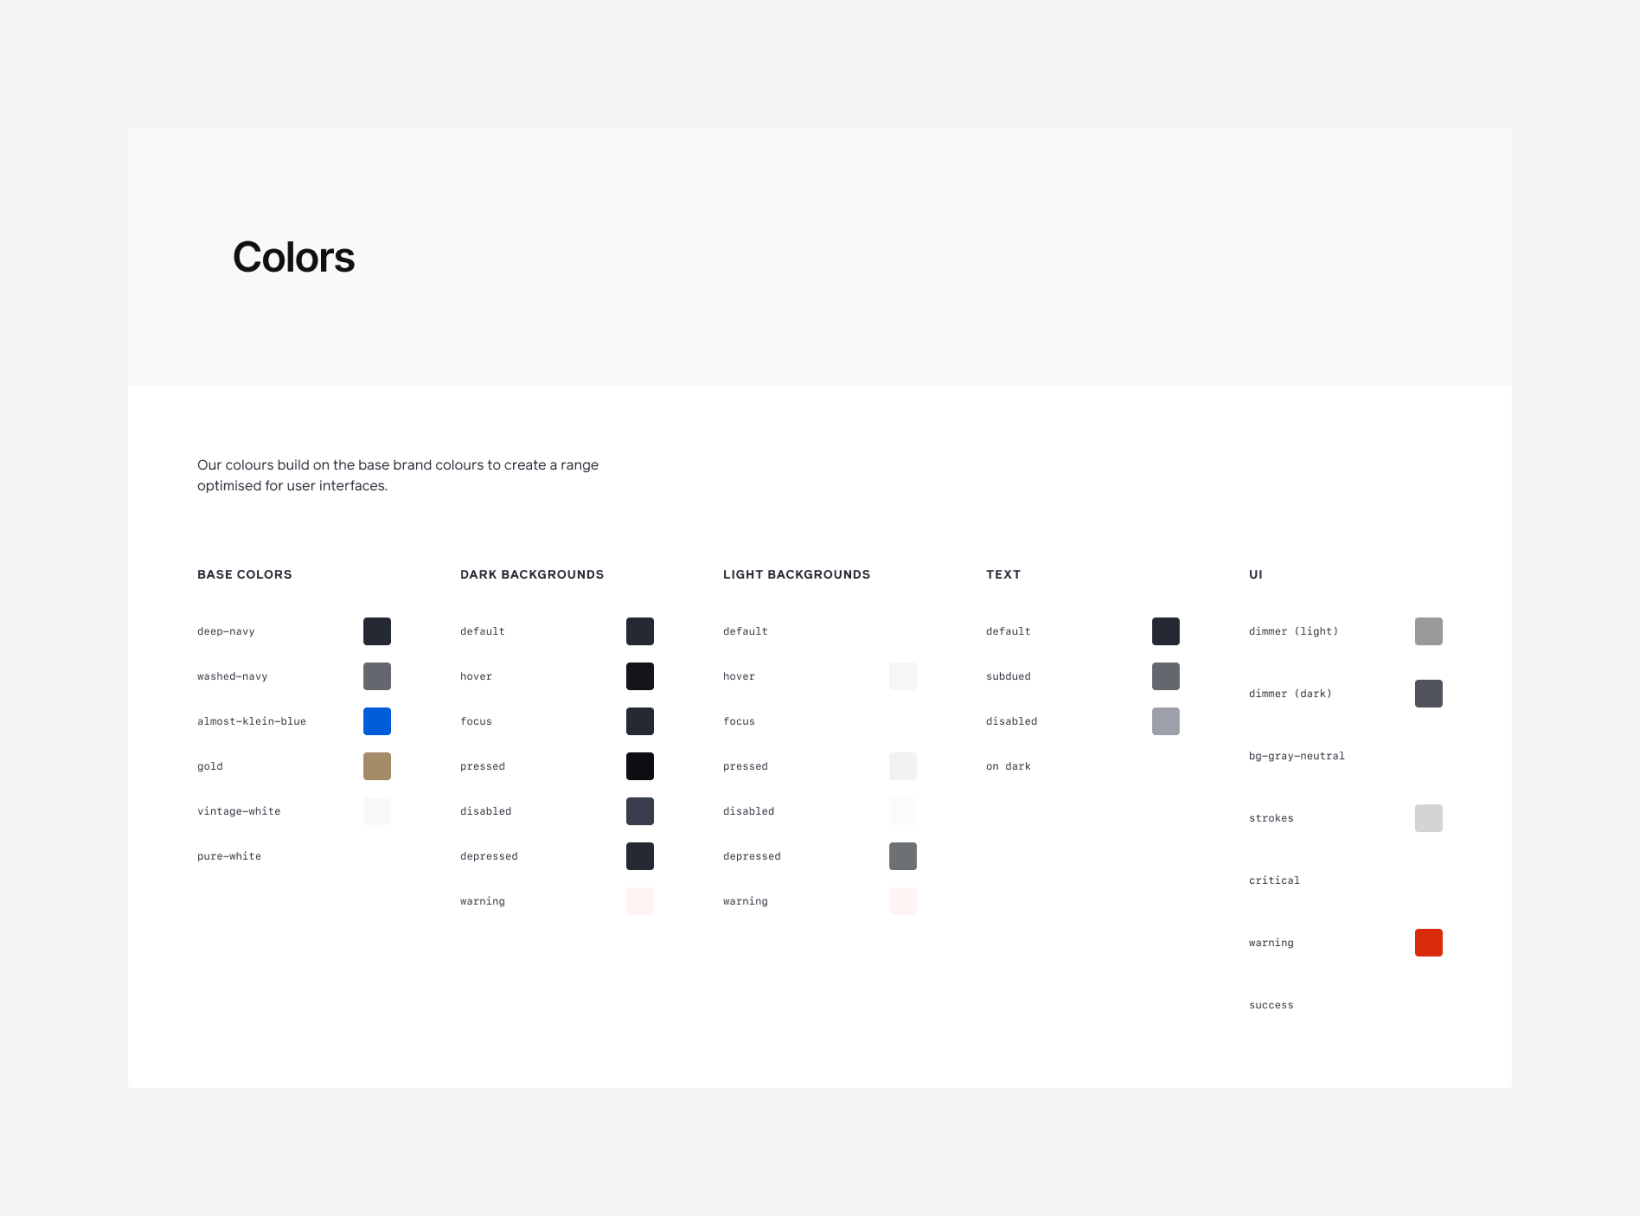 Colors
Our colours build on the base brand colours to create a range
optimised for user interfaces.
BASE COLORS
deep-navy
washed-navy
almost-klein-blue
gold
vintage-white
pure-white
DARK BACKGROUNDS
default
hover
focus
pressed
disabled
depressed
warning
LIGHT BACKGROUNDS
default
hover
focus
pressed
disabled
depressed
warning
TEXT
default
subdued
disabled
on dark
UI
dimmer (light)
dimmer (dark)
bg-gray-neutral
strokes
critical
warning
success